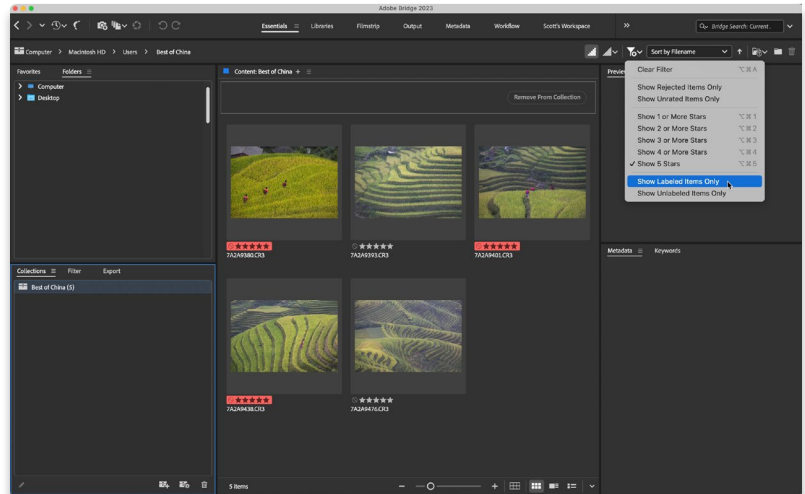 Adobe Bridge 2023
Essentials
Libraries
Filmstrip
Output
Metadata
Workflow
Scott's Workspace
Bridge Search: Current...
Computer > Macintosh HD > Users > Best of China
Sort by Filename
Favorites
Folders
Computer
Desktop
Content: Best of China
Remove From Collection
7A2A9380.CR3
7A2A9393.CR3
7A2A9401.CR3
7A2A9438.CR3
7A2A9476.CR3
5 items
Collections
Filter
Export
Best of China (5)
Clear Filter ⌥⌘A
Show Rejected Items Only
Show Unrated Items Only
Show 1 or More Stars ⌥⌘1
Show 2 or More Stars ⌥⌘2
Show 3 or More Stars ⌥⌘3
Show 4 or More Stars ⌥⌘4
✓ Show 5 Stars ⌥⌘5
Show Labeled Items Only
Show Unlabeled Items Only
Metadata
Keywords